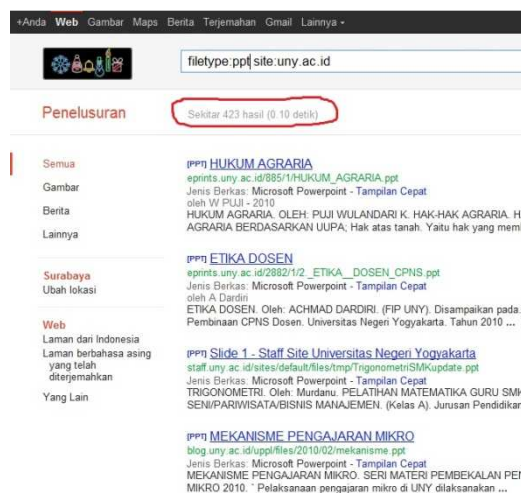 +Anda Web Gambar Maps Berita Terjemahan Gmail Lainnya
filetype:ppt site:uny.ac.id
Penelusuran
Sekitar 423 hasil (0.10 detik)
Semua
Gambar
Berita
Lainnya
Surabaya
Ubah lokasi
Web
Laman dari Indonesia
Laman berbahasa asing
yang telah
diterjemahkan
Yang Lain
[PPT] HUKUM AGRARIA
eprints.uny.ac.id/885/1/HUKUM_AGRARIA.ppt
Jenis Berkas: Microsoft Powerpoint - Tampilan Cepat
oleh W PUJI - 2010
HUKUM AGRARIA. OLEH: PUJI WULANDARI K. HAK-HAK AGRARIA. H
AGRARIA BERDASARKAN UUPA; Hak atas tanah. Yaitu hak yang mem
[PPT] ETIKA DOSEN
eprints.uny.ac.id/2882/1/2._ETIKA__DOSEN_CPNS.ppt
Jenis Berkas: Microsoft Powerpoint - Tampilan Cepat
oleh A Dardiri
ETIKA DOSEN. Oleh: ACHMAD DARDIRI. (FIP UNY). Disampaikan pada.
Pembinaan CPNS Dosen. Universitas Negeri Yogyakarta. Tahun 2010 ...
[PPT] Slide 1 - Staff Site Universitas Negeri Yogyakarta
staff.uny.ac.id/sites/default/files/tmp/TrigonometriSMKupdate.ppt
Jenis Berkas: Microsoft Powerpoint - Tampilan Cepat
TRIGONOMETRI. Oleh: Murdanu. PELATIHAN MATEMATIKA GURU SMK
SENI/PARIWISATA/BISNIS MANAJEMEN. (Kelas A). Jurusan Pendidikan
[PPT] MEKANISME PENGAJARAN MIKRO
blog.uny.ac.id/uppl/files/2010/02/mekanisme.ppt
Jenis Berkas: Microsoft Powerpoint - Tampilan Cepat
MEKANISME PENGAJARAN MIKRO. SERI MATERI PEMBEKALAN PEN
MIKRO 2010. ` Pelaksanaan pengajaran mikro di UNY dilaksanakan ...